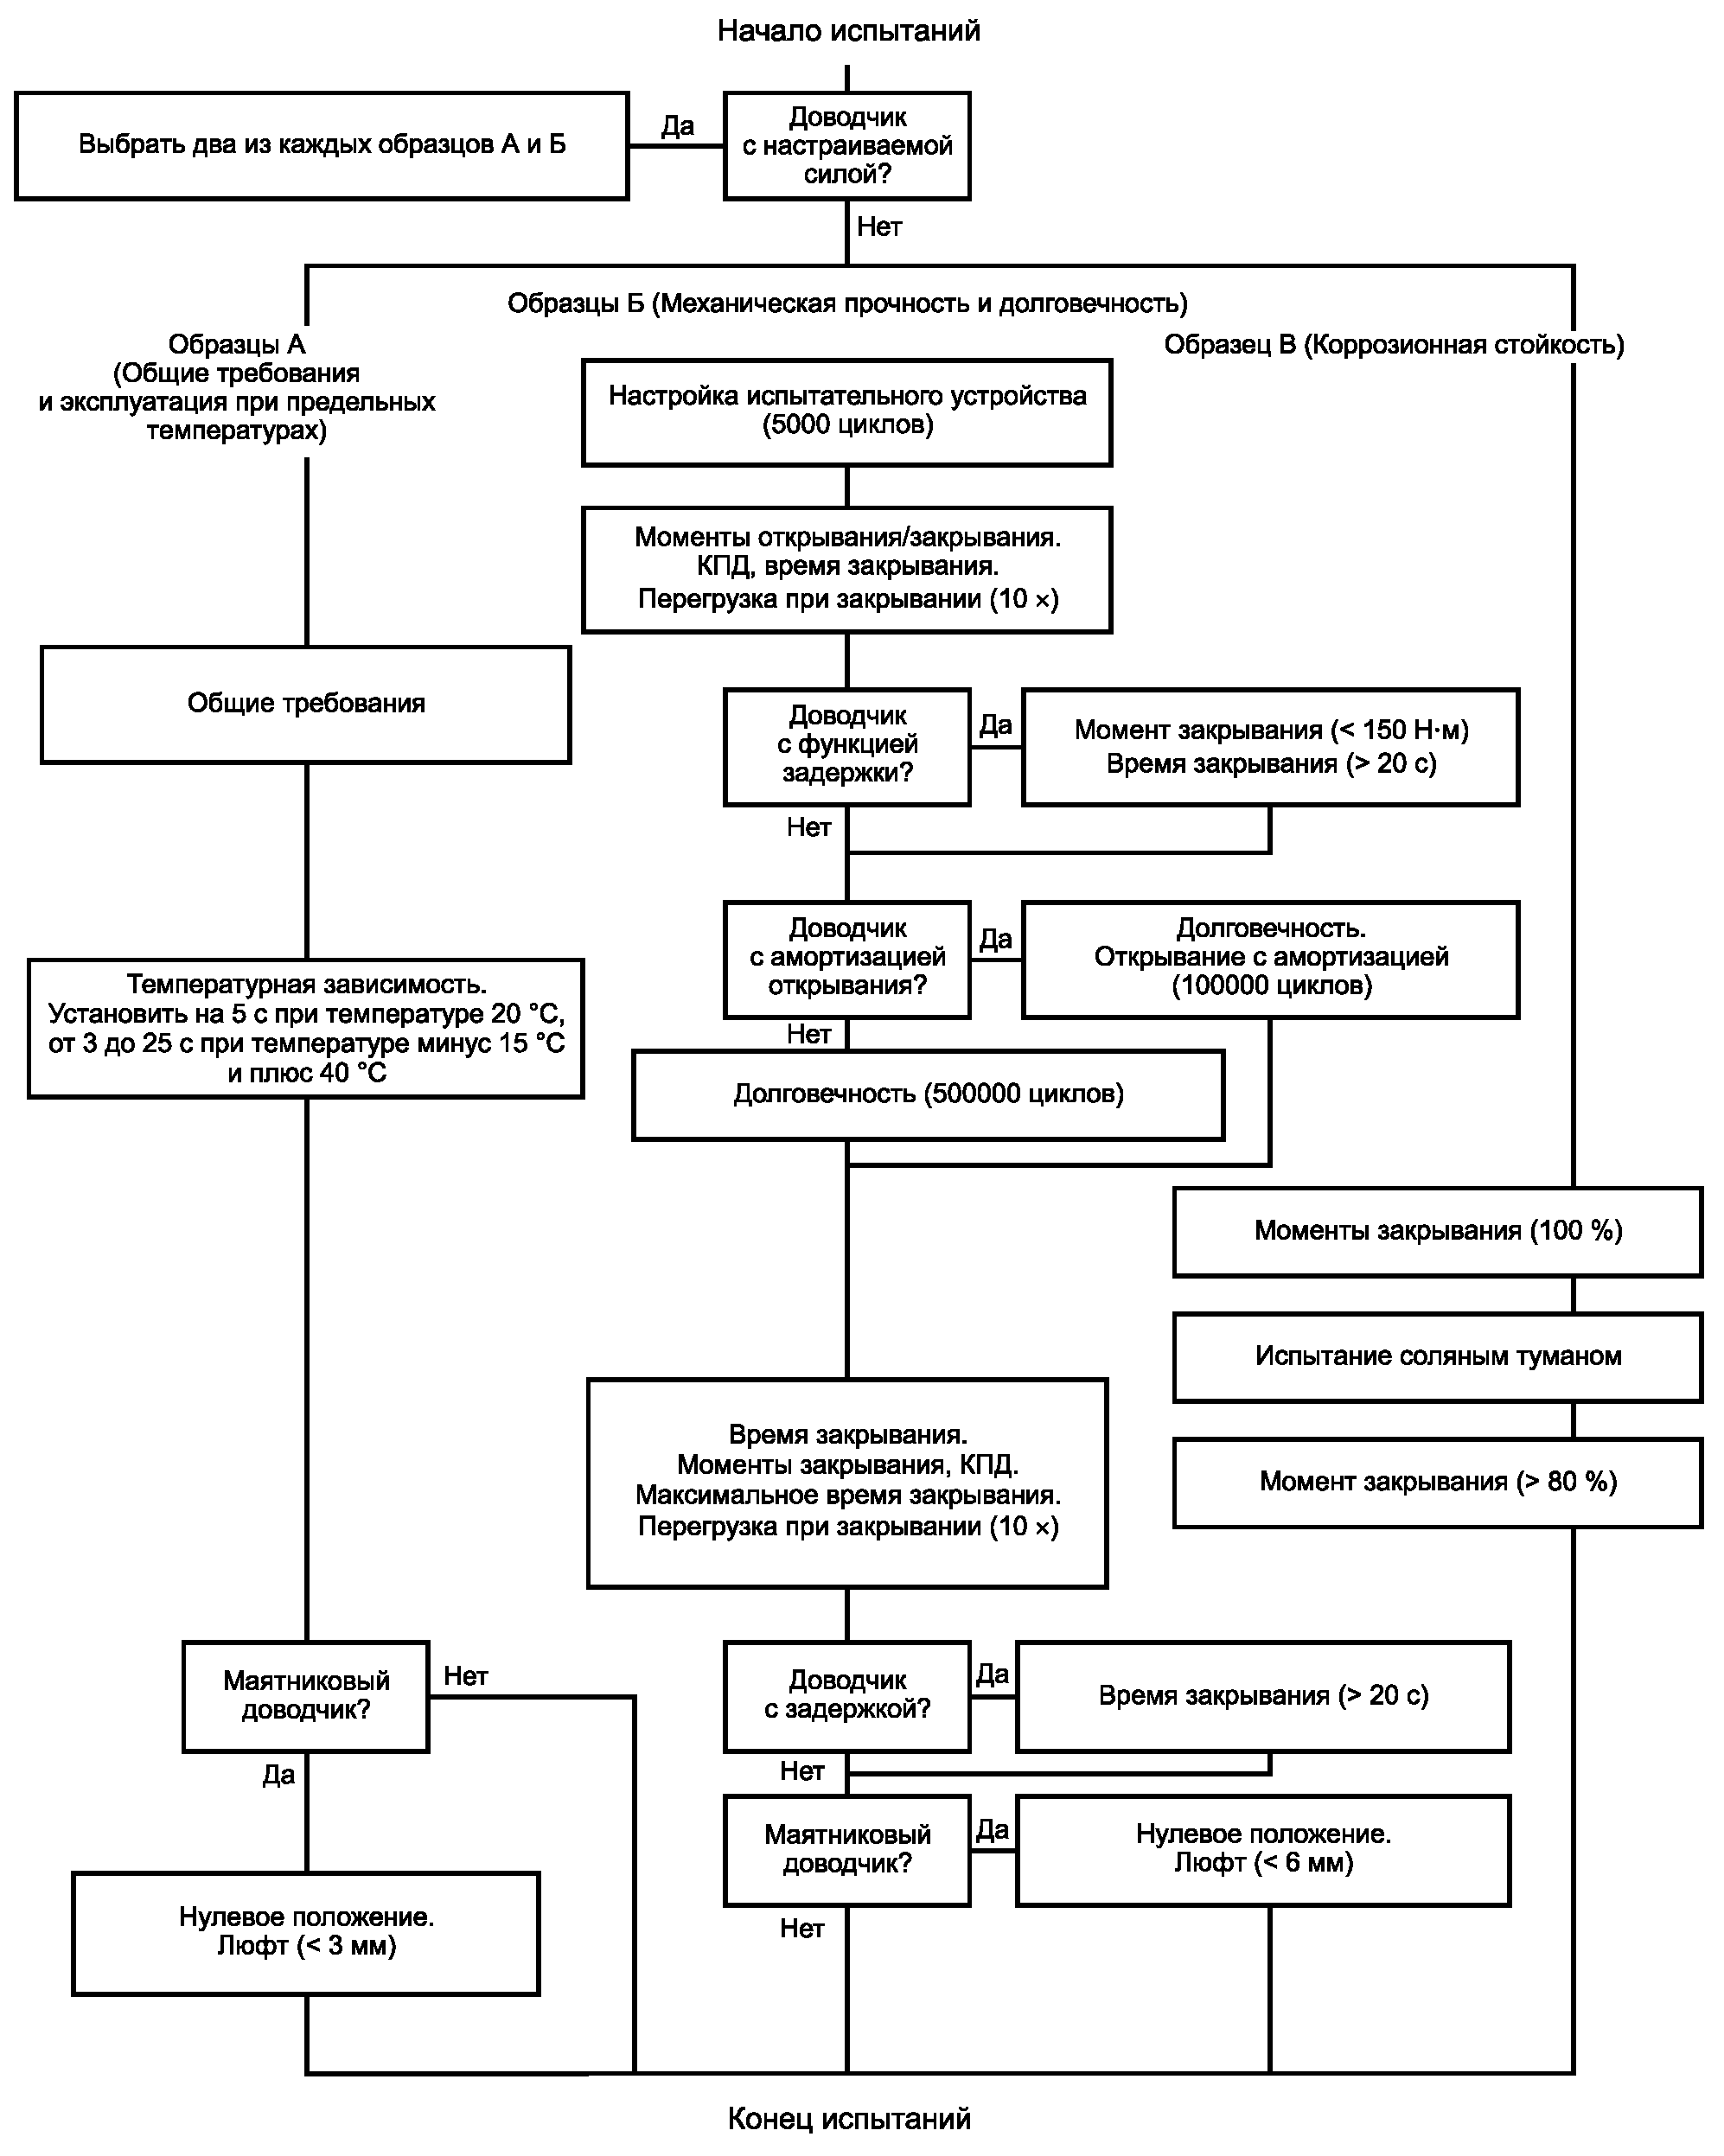 Начало испытаний
Выбрать два из каждых образцов А и Б
Да
Доводчик
с настраиваемой
силой?
Нет
Образцы Б (Механическая прочность и долговечность)
Образцы А
(Общие требования
и эксплуатация при предельных
температурах)
Образец В (Коррозионная стойкость)
Настройка испытательного устройства
(5000 циклов)
Моменты открывания/закрывания.
КПД, время закрывания.
Перегрузка при закрывании (10 ×)
Общие требования
Доводчик
с функцией
задержки?
Да
Момент закрывания (< 150 Н·м)
Время закрывания (> 20 с)
Нет
Доводчик
с амортизацией
открывания?
Да
Долговечность.
Открывание с амортизацией
(100000 циклов)
Нет
Температурная зависимость.
Установить на 5 с при температуре 20 °С,
от 3 до 25 с при температуре минус 15 °С
и плюс 40 °С
Долговечность (500000 циклов)
Моменты закрывания (100 %)
Испытание соляным туманом
Момент закрывания (> 80 %)
Время закрывания.
Моменты закрывания, КПД.
Максимальное время закрывания.
Перегрузка при закрывании (10 ×)
Маятниковый
доводчик?
Нет
Да
Доводчик
с задержкой?
Да
Время закрывания (> 20 с)
Нет
Маятниковый
доводчик?
Да
Нулевое положение.
Люфт (< 6 мм)
Нет
Нулевое положение.
Люфт (< 3 мм)
Конец испытаний